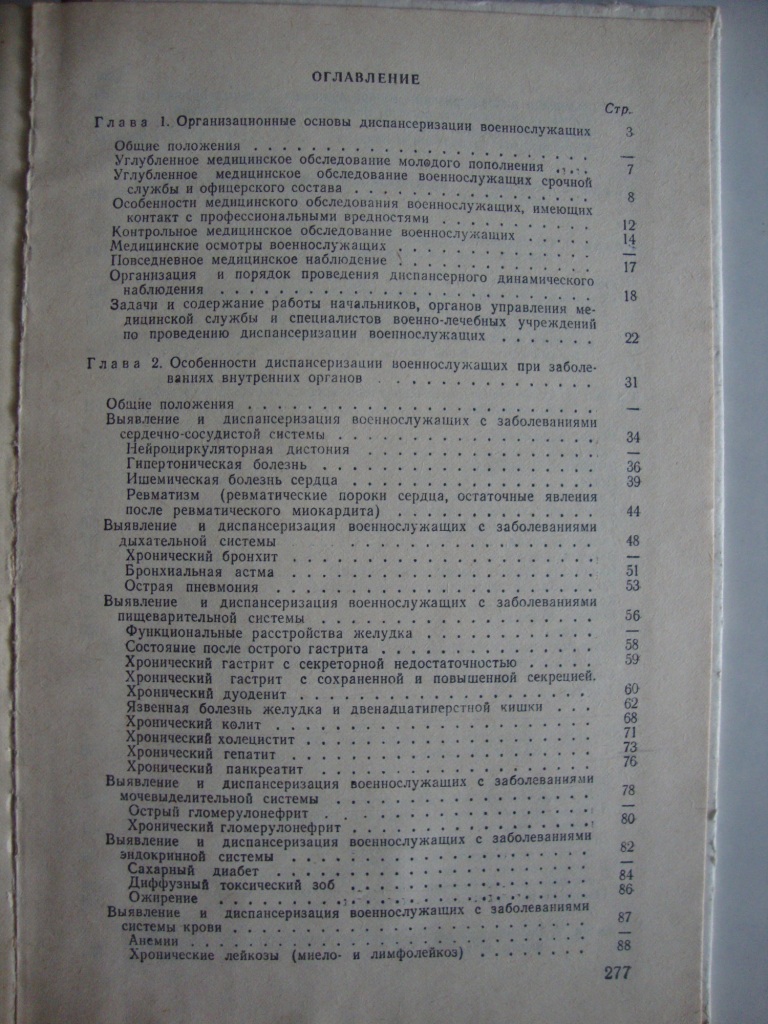 ОГЛАВЛЕНИЕ
Стр.
Глава 1. Организационные основы диспансеризации военнослужащих 3
Общие положения . . . . . . . . . . . . . . . . . . . . —
Углубленное медицинское обследование молодого пополнения . . . . 7
Углубленное медицинское обследование военнослужащих срочной
службы и офицерского состава . . . . . . . . . . . . . . 8
Особенности медицинского обследования военнослужащих, имеющих
контакт с профессиональными вредностями . . . . . . . . . 12
Контрольное медицинское обследование военнослужащих . . . . . 14
Медицинские осмотры военнослужащих . . . . . . . . . . . —
Повседневное медицинское наблюдение . . . . . . . . . . . 17
Организация и порядок проведения диспансерного динамического
наблюдения . . . . . . . . . . . . . . . . . . . . 18
Задачи и содержание работы начальников, органов управления ме-
дицинской службы и специалистов военно-лечебных учреждений
по проведению диспансеризации военнослужащих . . . . . . . 22
Глава 2. Особенности диспансеризации военнослужащих при заболе-
ваниях внутренних органов . . . . . . . . . . . . . 31
Общие положения . . . . . . . . . . . . . . . . . . . . —
Выявление и диспансеризация военнослужащих с заболеваниями
сердечно-сосудистой системы . . . . . . . . . . . . . . . 34
Нейроциркуляторная дистония . . . . . . . . . . . . . —
Гипертоническая болезнь . . . . . . . . . . . . . . . 36
Ишемическая болезнь сердца . . . . . . . . . . . . . . 39
Ревматизм (ревматические пороки сердца, остаточные явления
после ревматического миокардита) . . . . . . . . . . . . 44
Выявление и диспансеризация военнослужащих с заболеваниями
дыхательной системы . . . . . . . . . . . . . . 48
Хронический бронхит . . . . . . . . . . . . . . . . —
Бронхиальная астма . . . . . . . . . . . . . . . . . 51
Острая пневмония . . . . . . . . . . . . . . . . . 53
Выявление и диспансеризация военнослужащих с заболеваниями
пищеварительной системы . . . . . . . . . . . . . . . . 56
Функциональные расстройства желудка . . . . . . . . . . —
Состояние после острого гастрита . . . . . . . . . . . . 58
Хронический гастрит с секреторной недостаточностью . . . . . 59
Хронический гастрит с сохраненной и повышенной секрецией.
Хронический дуоденит . . . . . . . . . . . . . . . . 60
Язвенная болезнь желудка и двенадцатиперстной кишки . . . 62
Хронический колит . . . . . . . . . . . . . . . . . 68
Хронический холецистит . . . . . . . . . . . . . . . . 71
Хронический гепатит . . . . . . . . . . . . . . . . . 73
Хронический панкреатит . . . . . . . . . . . . . . . . 76
Выявление и диспансеризация военнослужащих с заболеваниями
мочевыделительной системы . . . . . . . . . . . . . . . 78
Острый гломерулонефрит . . . . . . . . . . . . . . . —
Хронический гломерулонефрит . . . . . . . . . . . . . 80
Выявление и диспансеризация военнослужащих с заболеваниями
эндокринной системы . . . . . . . . . . . . . . . . . 82
Сахарный диабет . . . . . . . . . . . . . . . . . . —
Диффузный токсический зоб . . . . . . . . . . . . . . 84
Ожирение . . . . . . . . . . . . . . . . . . . . 86
Выявление и диспансеризация военнослужащих с заболеваниями
системы крови . . . . . . . . . . . . . . . . . . . . 87
Анемии . . . . . . . . . . . . . . . . . . . . . —
Хронические лейкозы (миело- и лимфолейкоз) . . . . . . . 88
277